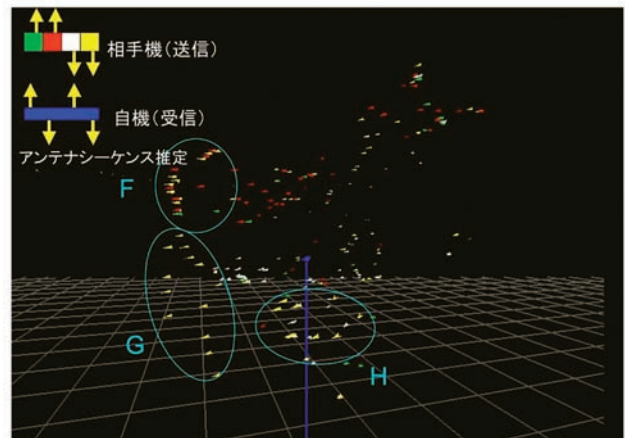 相手機(送信)
自機(受信)
アンテナシーケンス推定
F
G
H